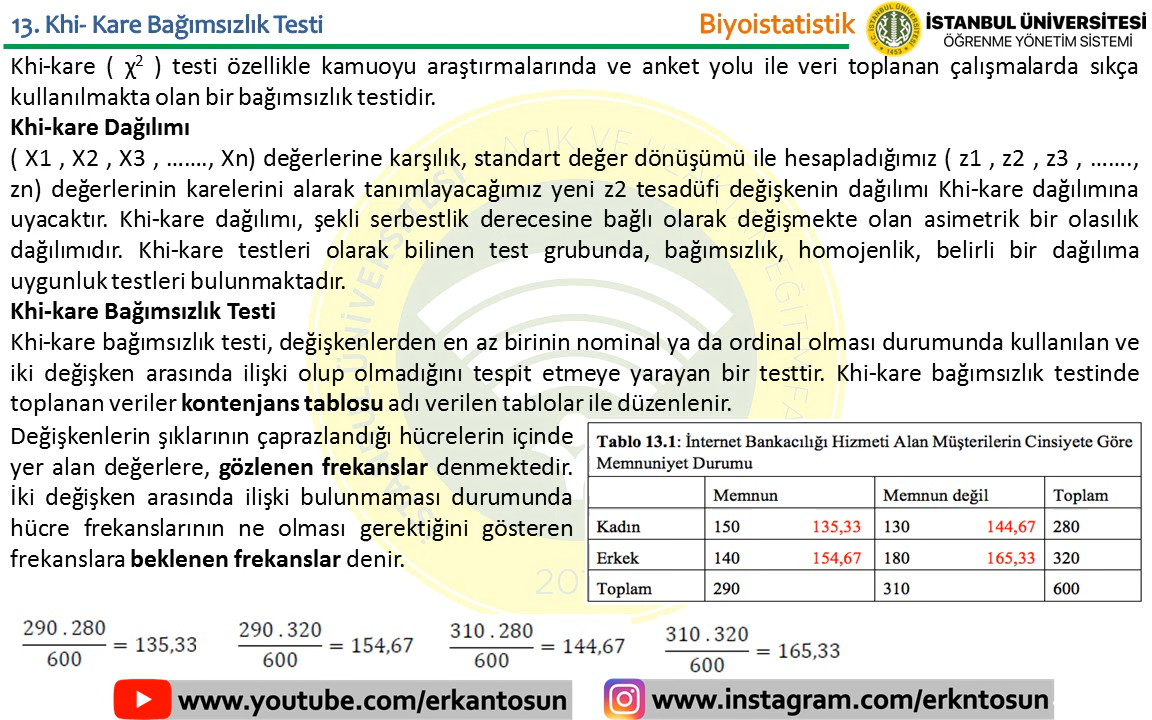 13. Khi- Kare Bağımsızlık Testi
Biyoistatistik
İSTANBUL ÜNİVERSİTESİ
ÖĞRENME YÖNETİM SİSTEMİ
Khi-kare ( χ² ) testi özellikle kamuoyu araştırmalarında ve anket yolu ile veri toplanan çalışmalarda sıkça
kullanılmakta olan bir bağımsızlık testidir.
Khi-kare Dağılımı
( X1 , X2 , X3 , ......., Xn) değerlerine karşılık, standart değer dönüşümü ile hesapladığımız ( z1 , z2 , z3 , .......,
zn) değerlerinin karelerini alarak tanımlayacağımız yeni z2 tesadüfi değişkenin dağılımı Khi-kare dağılımına
uyacaktır. Khi-kare dağılımı, şekli serbestlik derecesine bağlı olarak değişmekte olan asimetrik bir olasılık
dağılımıdır. Khi-kare testleri olarak bilinen test grubunda, bağımsızlık, homojenlik, belirli bir dağılıma
uygunluk testleri bulunmaktadır.
Khi-kare Bağımsızlık Testi
Khi-kare bağımsızlık testi, değişkenlerden en az birinin nominal ya da ordinal olması durumunda kullanılan ve
iki değişken arasında ilişki olup olmadığını tespit etmeye yarayan bir testtir. Khi-kare bağımsızlık testinde
toplanan veriler kontenjans tablosu adı verilen tablolar ile düzenlenir.
Değişkenlerin şıklarının çaprazlandığı hücrelerin içinde
yer alan değerlere, gözlenen frekanslar denmektedir.
İki değişken arasında ilişki bulunmaması durumunda
hücre frekanslarının ne olması gerektiğini gösteren
frekanslara beklenen frekanslar denir.
Tablo 13.1: İnternet Bankacılığı Hizmeti Alan Müşterilerin Cinsiyete Göre
Memnuniyet Durumu
Memnun Memnun değil Toplam
Kadın 150 135,33 130 144,67 280
Erkek 140 154,67 180 165,33 320
Toplam 290 310 600
290 . 280 / 600 = 135,33
290 . 320 / 600 = 154,67
310 . 280 / 600 = 144,67
310 . 320 / 600 = 165,33
www.youtube.com/erkantosun
www.instagram.com/erkntosun